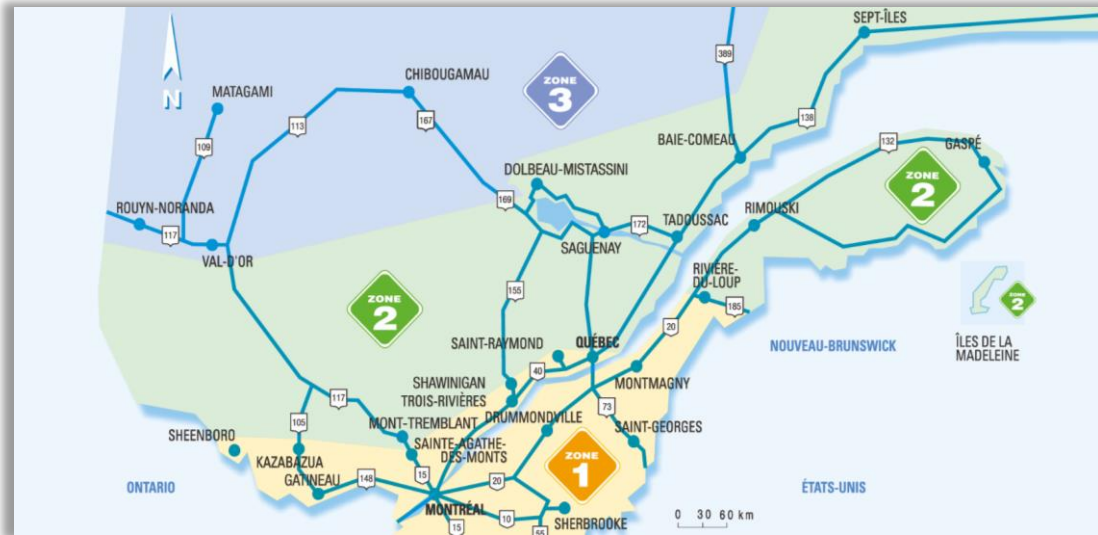 SEPT-ÎLES
389
CHIBOUGAMAU
ZONE
3
MATAGAMI
N
138
113
167
109
BAIE-COMEAU
132
GASPÉ
DOLBEAU-MISTASSINI
ZONE
2
169
ROUYN-NORANDA
172
TADOUSSAC
RIMOUSKI
117
SAGUENAY
VAL-D'OR
RIVIÈRE-
DU-LOUP
155
185
ZONE
2
ZONE
2
20
ÎLES DE LA
MADELEINE
SAINT-RAYMOND
QUÉBEC
NOUVEAU-BRUNSWICK
40
SHAWINIGAN
MONTMAGNY
TROIS-RIVIÈRES
117
73
105
MONT-TREMBLANT
DRUMMONDVILLE
SAINT-GEORGES
SHEENBORO
SAINTE-AGATHE-
DES-MONTS
KAZABAZUA
ZONE
1
GATINEAU
148
15
20
ONTARIO
ÉTATS-UNIS
MONTRÉAL
15
10
55
SHERBROOKE
0 30 60 km